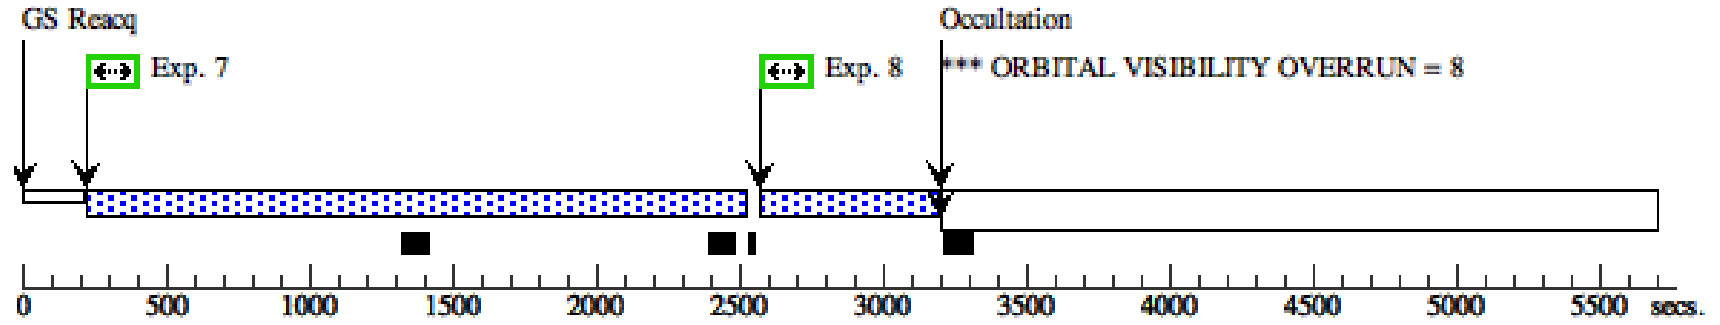 GS Reacq
Occultation
Exp. 7
Exp. 8
*** ORBITAL VISIBILITY OVERRUN = 8
0 500 1000 1500 2000 2500 3000 3500 4000 4500 5000 5500 secs.